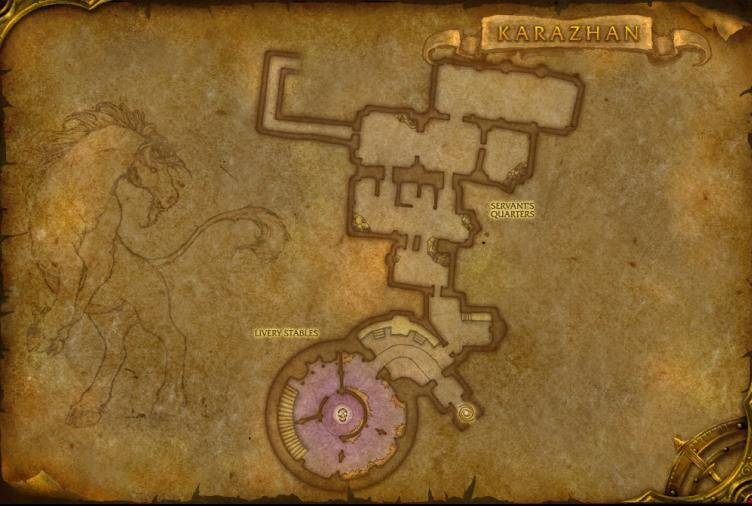 KARAZHAN
SERVANT'S
QUARTERS
LIVERY STABLES